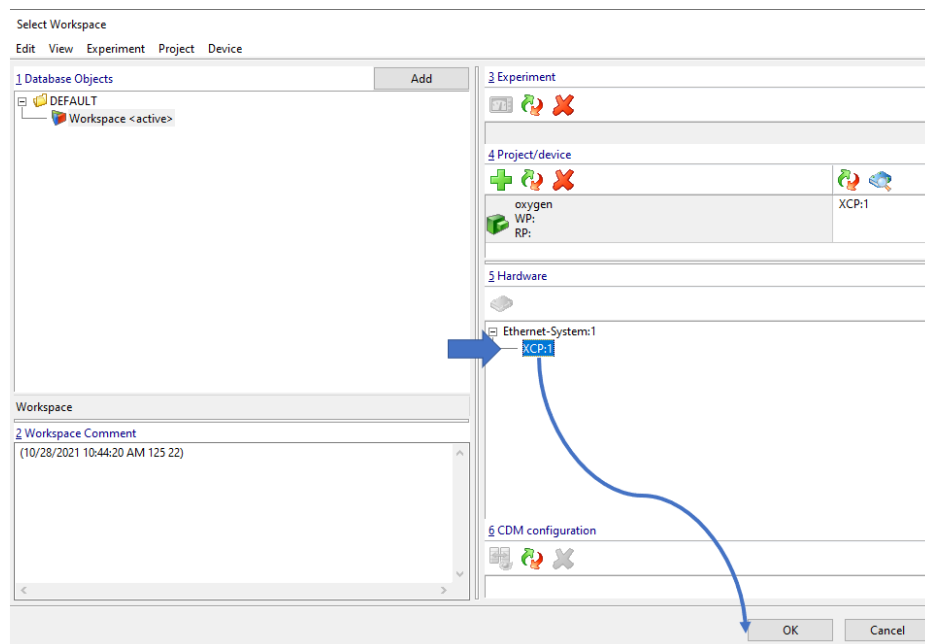 Select Workspace
Edit View Experiment Project Device
1 Database Objects
Add
DEFAULT
Workspace <active>
Workspace
2 Workspace Comment
(10/28/2021 10:44:20 AM 125 22)
3 Experiment
4 Project/device
oxygen
WP:
RP:
XCP:1
5 Hardware
Ethernet-System:1
XCP:1
6 CDM configuration
OK Cancel